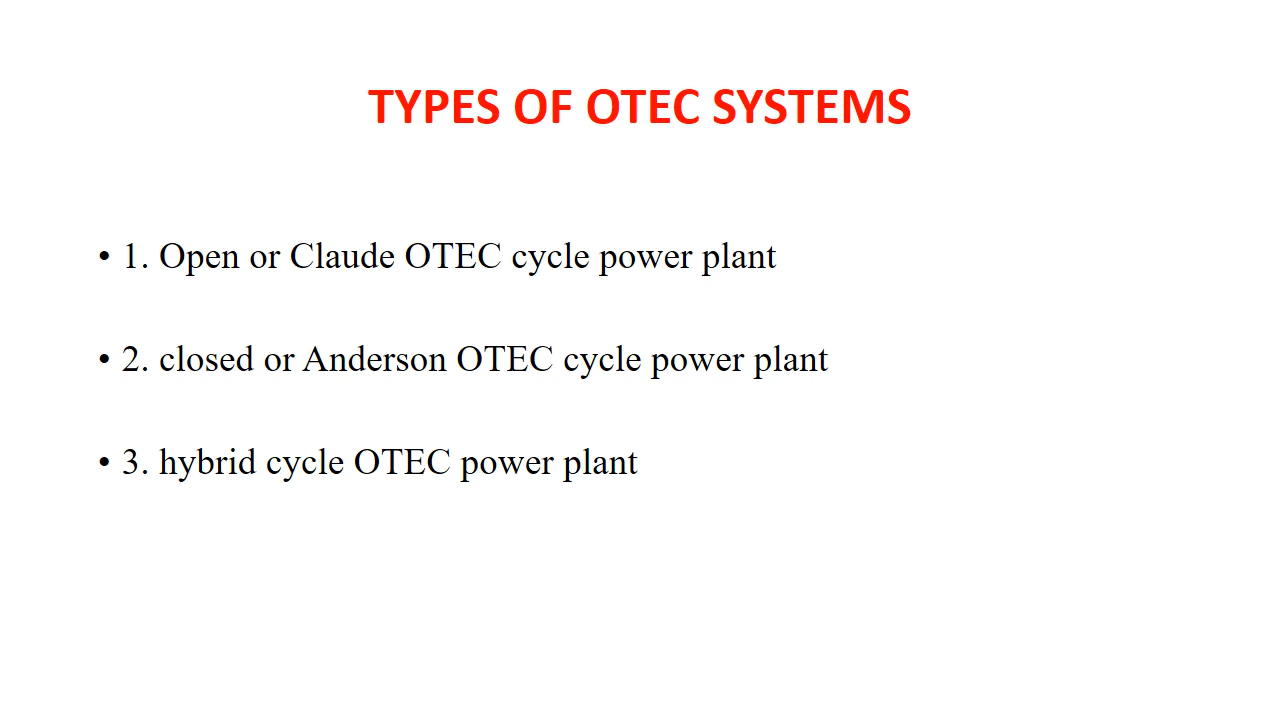 TYPES OF OTEC SYSTEMS
• 1. Open or Claude OTEC cycle power plant
• 2. closed or Anderson OTEC cycle power plant
• 3. hybrid cycle OTEC power plant